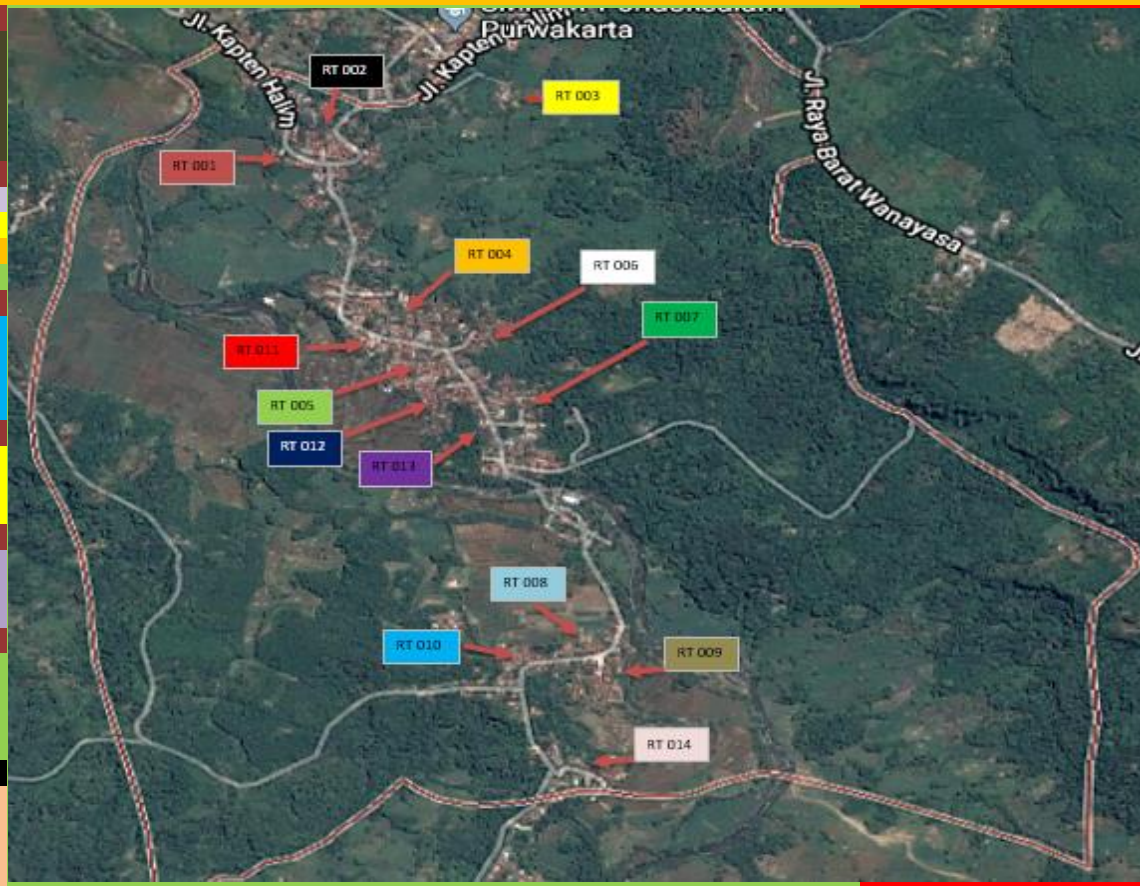 Purwakarta
Jl. Kapten Halim
Jl. Kapten Halim
RT 002
RT 003
Jl. Raya Barat Wanayasa
RT 001
RT 004
RT 006
RT 007
RT 011
RT 005
RT 012
RT 013
RT 008
RT 010
RT 009
RT 014